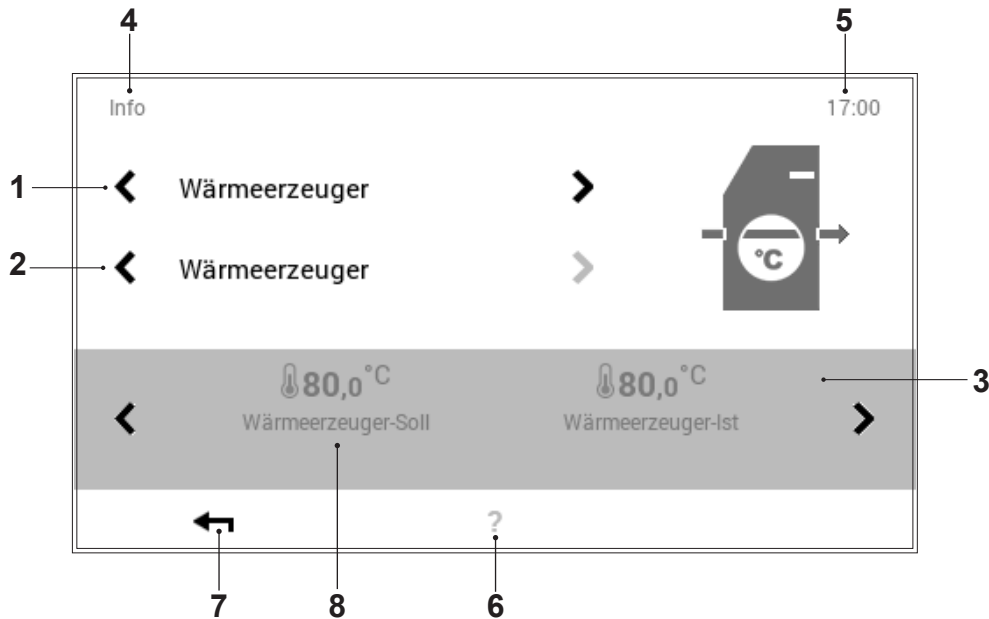 4 5
Info 17:00
1 Wärmeerzeuger
2 Wärmeerzeuger
°C
80,0°C 80,0°C 3
Wärmeerzeuger-Soll Wärmeerzeuger-Ist
?
7 8 6